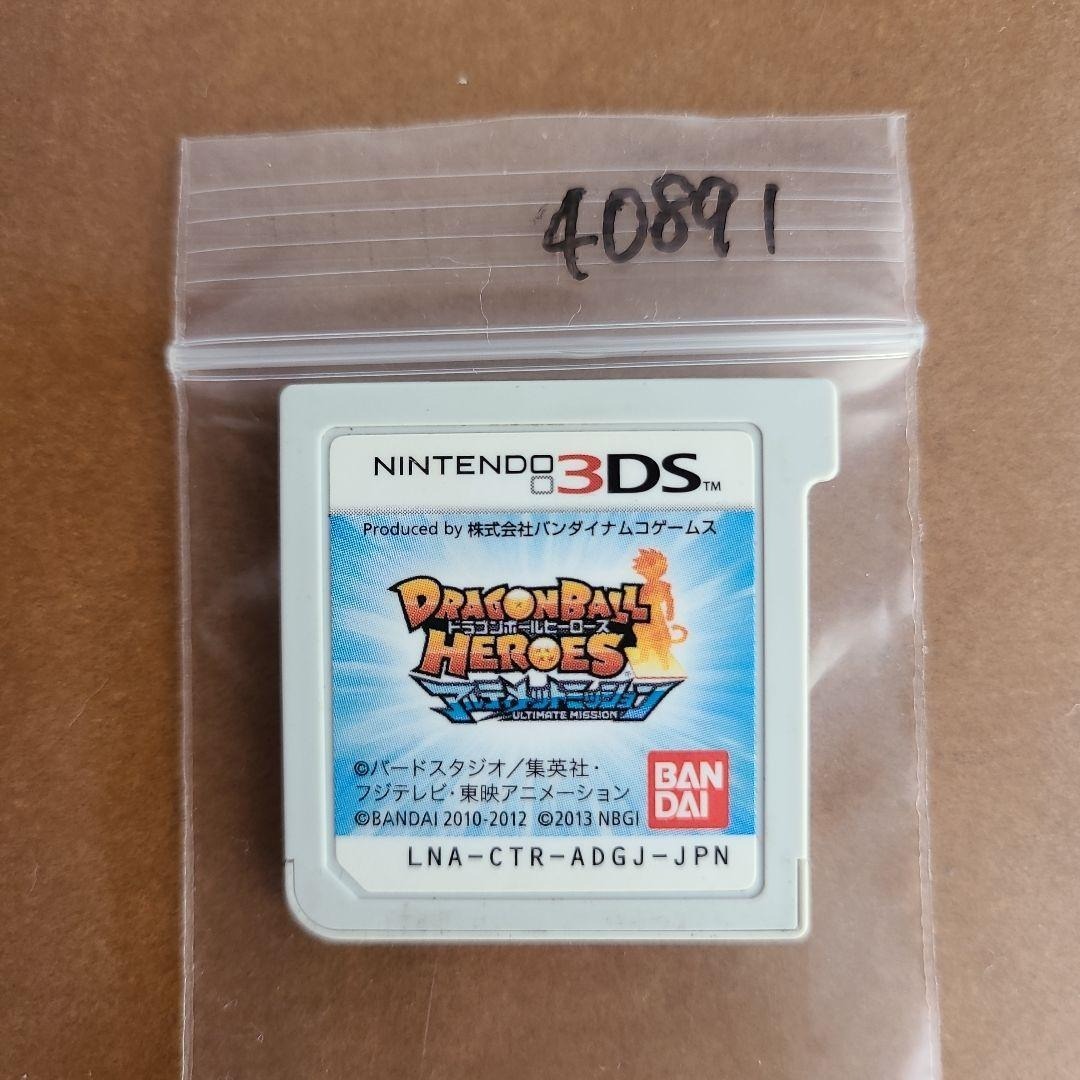 40891
NINTENDO 3DS™
Produced by 株式会社バンダイナムコゲームス
DRAGONBALL
ドラゴンボールヒーローズ
HEROES
アルティメットミッション
ULTIMATE MISSION
©バードスタジオ／集英社・
フジテレビ・東映アニメーション
©BANDAI 2010-2012 ©2013 NBGI
BAN
DAI
LNA-CTR-ADGJ-JPN